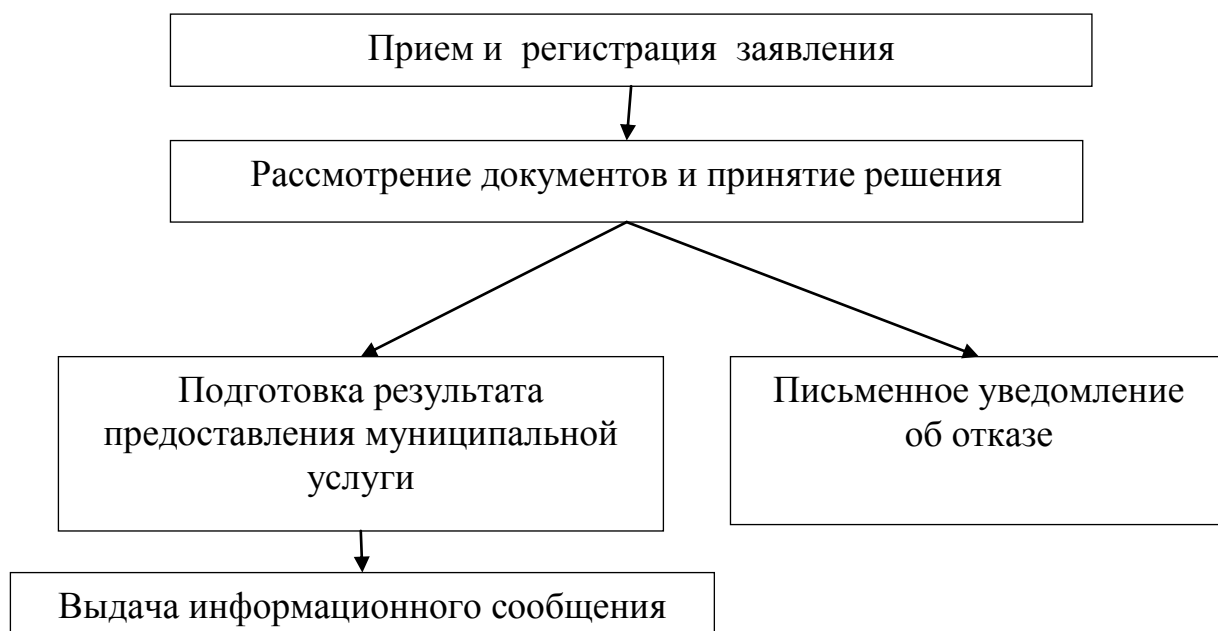 Прием и регистрация заявления
Рассмотрение документов и принятие решения
Подготовка результата
предоставления муниципальной
услуги
Письменное уведомление
об отказе
Выдача информационного сообщения